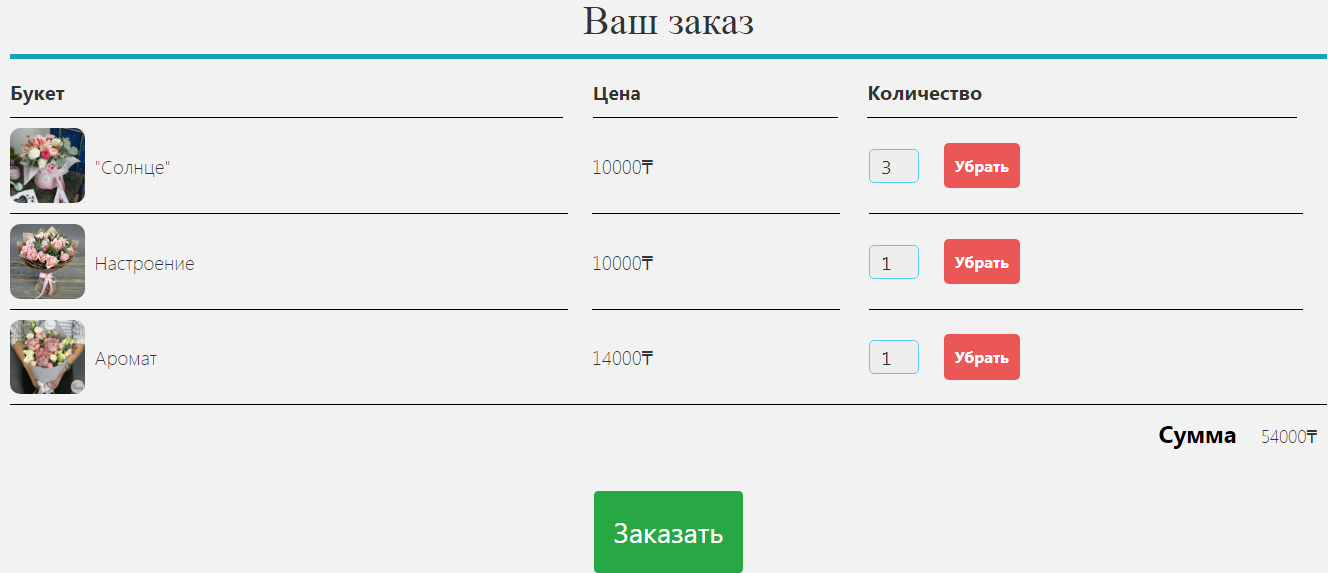 Ваш заказ
Букет Цена Количество
"Солнце" 10000₸ 3 Убрать
Настроение 10000₸ 1 Убрать
Аромат 14000₸ 1 Убрать
Сумма 54000₸
Заказать